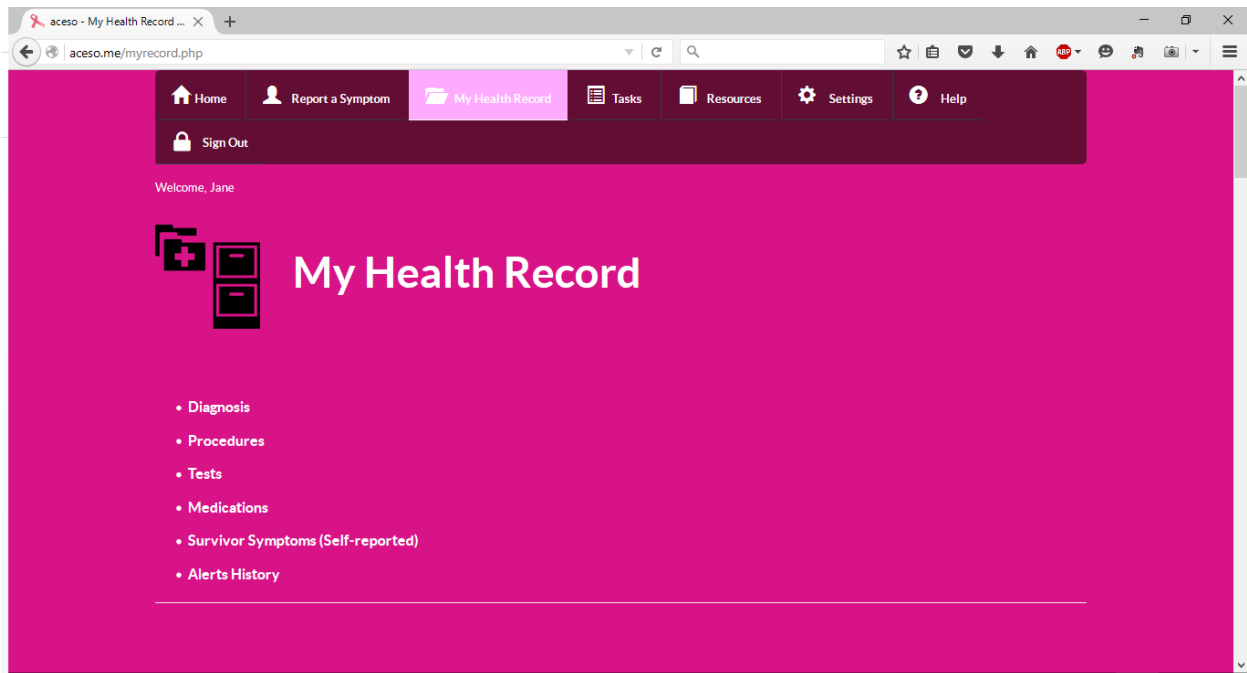 aceso - My Health Record ...
aceso.me/myrecord.php
ABP
Home Report a Symptom My Health Record Tasks Resources Settings Help
Sign Out
Welcome, Jane
My Health Record
• Diagnosis
• Procedures
• Tests
• Medications
• Survivor Symptoms (Self-reported)
• Alerts History